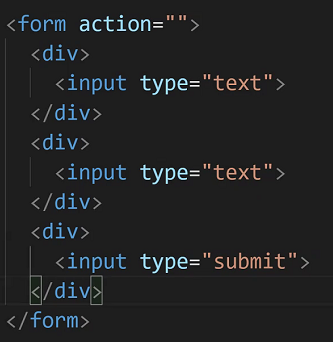 <form action="">
<div>
<input type="text">
</div>
<div>
<input type="text">
</div>
<div>
<input type="submit">
</div>
</form>